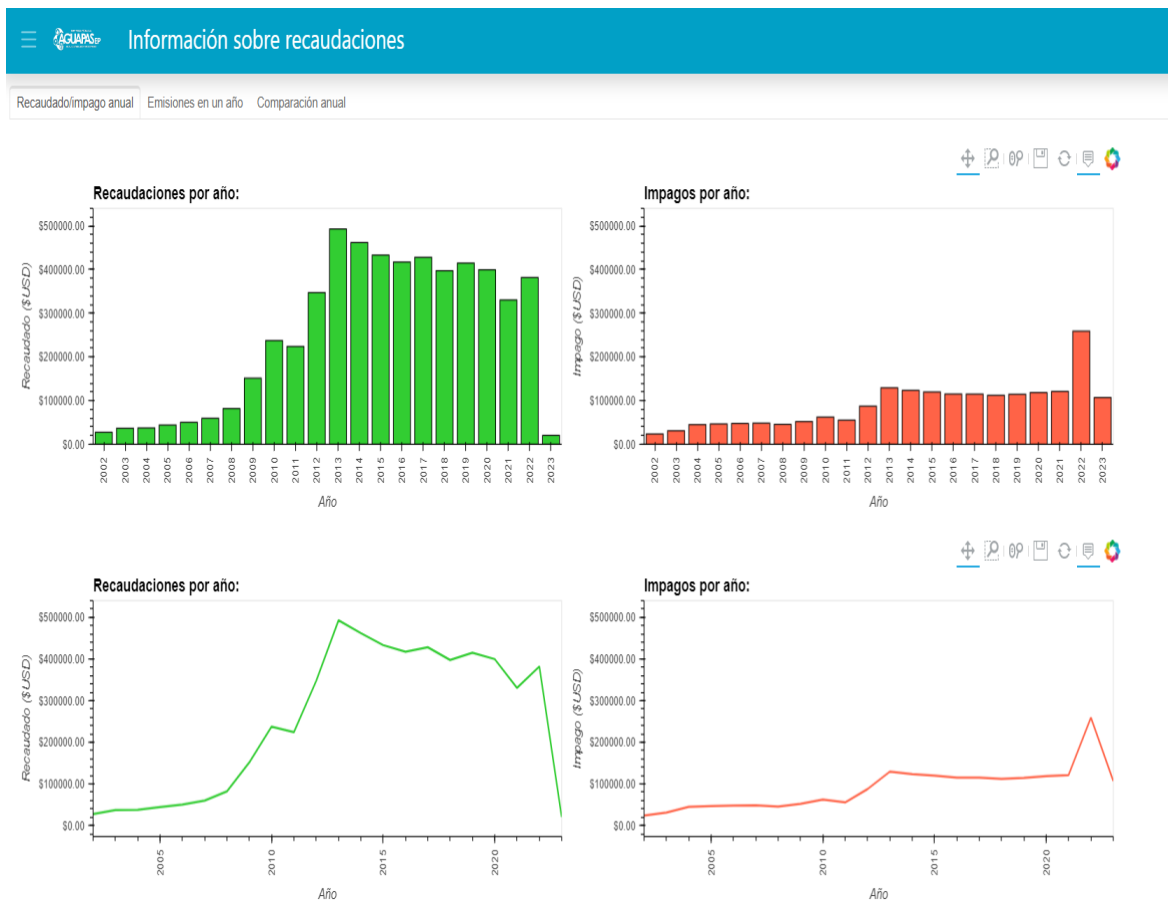 AGUAPAS EP
Información sobre recaudaciones
Recaudado/impago anual
Emisiones en un año
Comparación anual
Recaudaciones por año:
Recaudado ($ USD)
$500000.00
$400000.00
$300000.00
$200000.00
$100000.00
$0.00
2002 2003 2004 2005 2006 2007 2008 2009 2010 2011 2012 2013 2014 2015 2016 2017 2018 2019 2020 2021 2022 2023
Año
Impagos por año:
Impago ($ USD)
$500000.00
$400000.00
$300000.00
$200000.00
$100000.00
$0.00
2002 2003 2004 2005 2006 2007 2008 2009 2010 2011 2012 2013 2014 2015 2016 2017 2018 2019 2020 2021 2022 2023
Año
Recaudaciones por año:
Recaudado ($ USD)
$500000.00
$400000.00
$300000.00
$200000.00
$100000.00
$0.00
2005 2010 2015 2020
Año
Impagos por año:
Impago ($ USD)
$500000.00
$400000.00
$300000.00
$200000.00
$100000.00
$0.00
2005 2010 2015 2020
Año